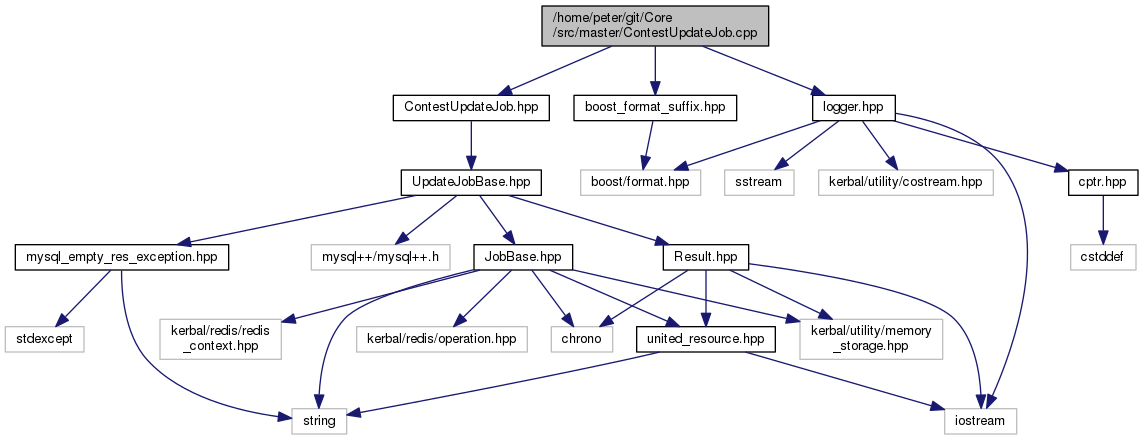 /home/peter/git/Core
/src/master/ContestUpdateJob.cpp
ContestUpdateJob.hpp
boost_format_suffix.hpp
logger.hpp
UpdateJobBase.hpp
boost/format.hpp
sstream
kerbal/utility/costream.hpp
cptr.hpp
mysql_empty_res_exception.hpp
mysql++/mysql++.h
JobBase.hpp
Result.hpp
cstddef
stdexcept
kerbal/redis/redis
_context.hpp
kerbal/redis/operation.hpp
chrono
united_resource.hpp
kerbal/utility/memory
_storage.hpp
string
iostream